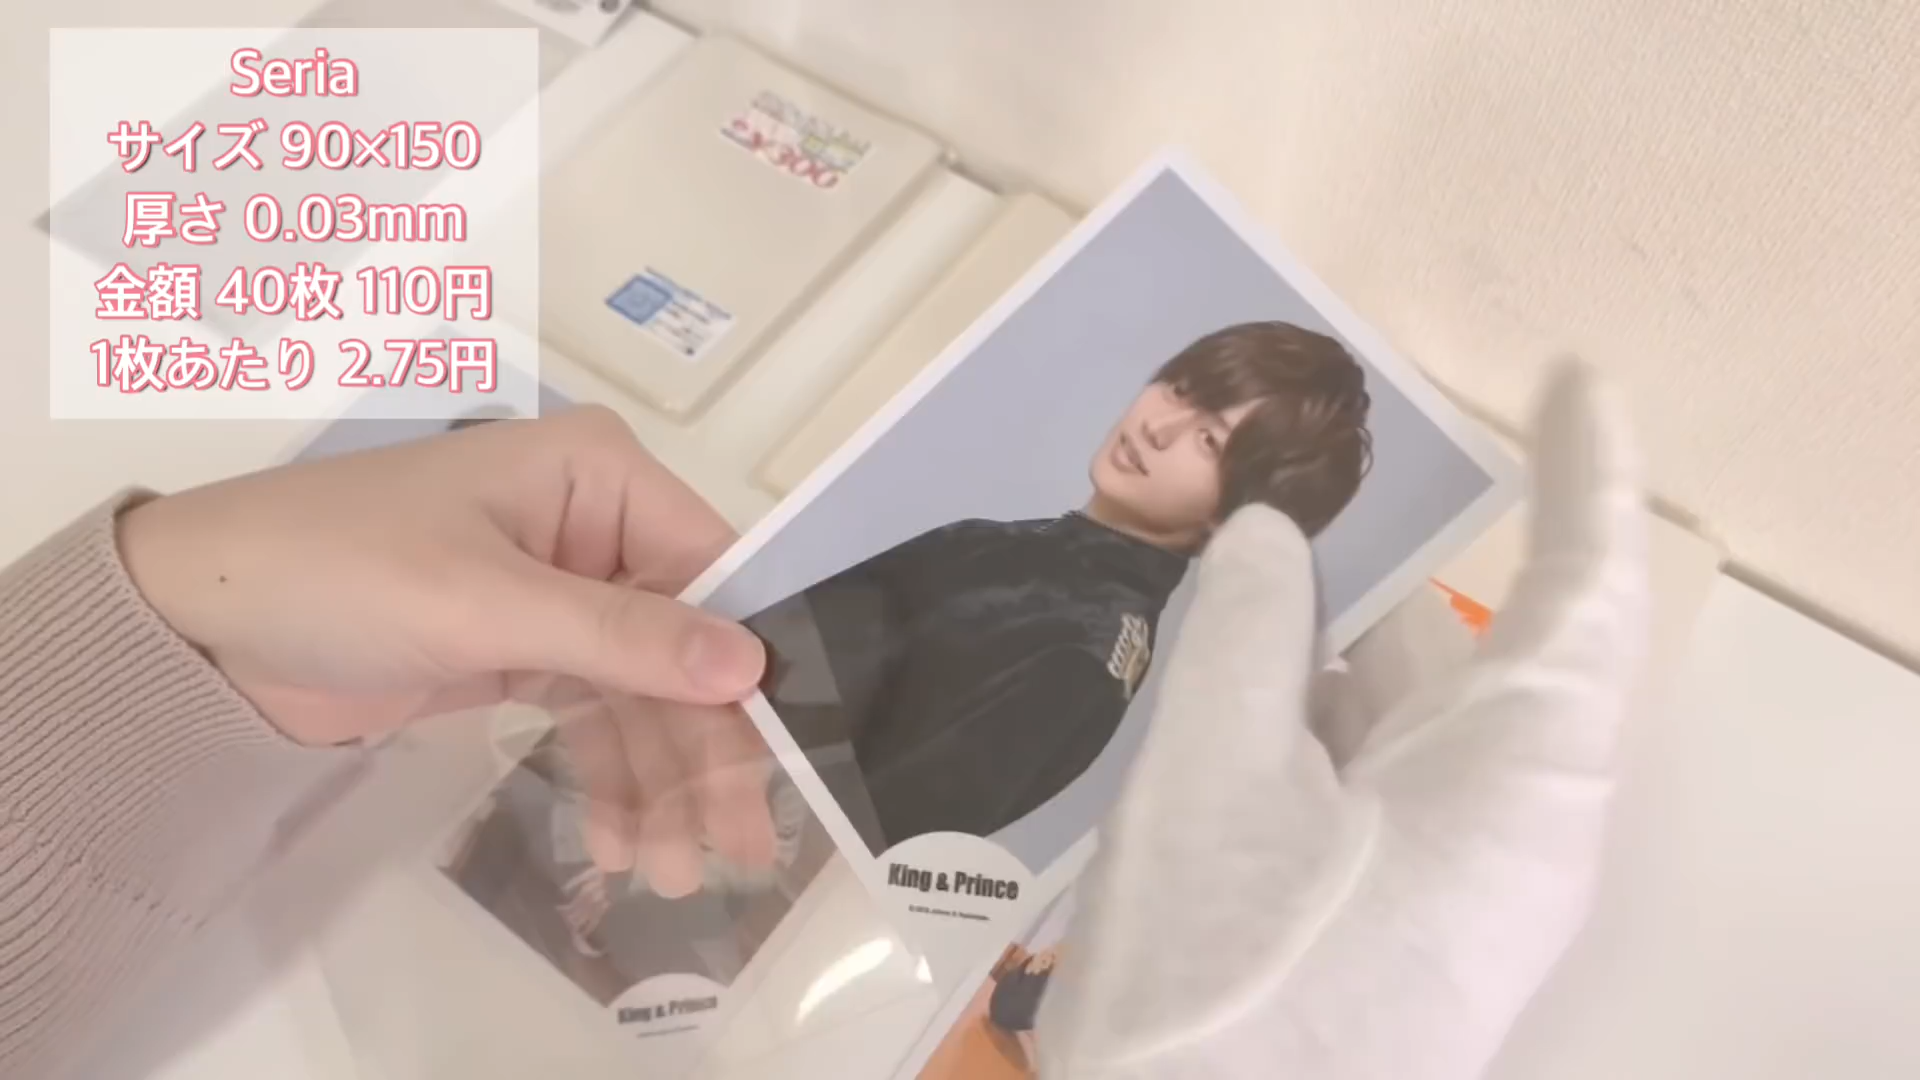 Seria
サイズ 90×150
厚さ 0.03mm
金額 40枚 110円
1枚あたり 2.75円
¥300
King & Prince
King & Prince